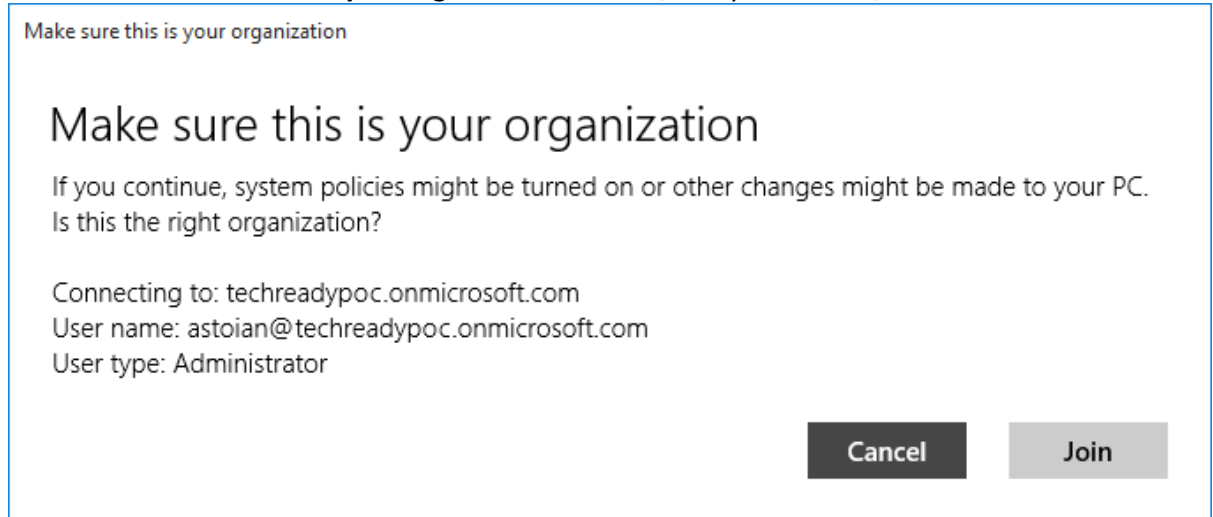 Make sure this is your organization
Make sure this is your organization
If you continue, system policies might be turned on or other changes might be made to your PC.
Is this the right organization?
Connecting to: techreadypoc.onmicrosoft.com
User name: astoian@techreadypoc.onmicrosoft.com
User type: Administrator
Cancel Join